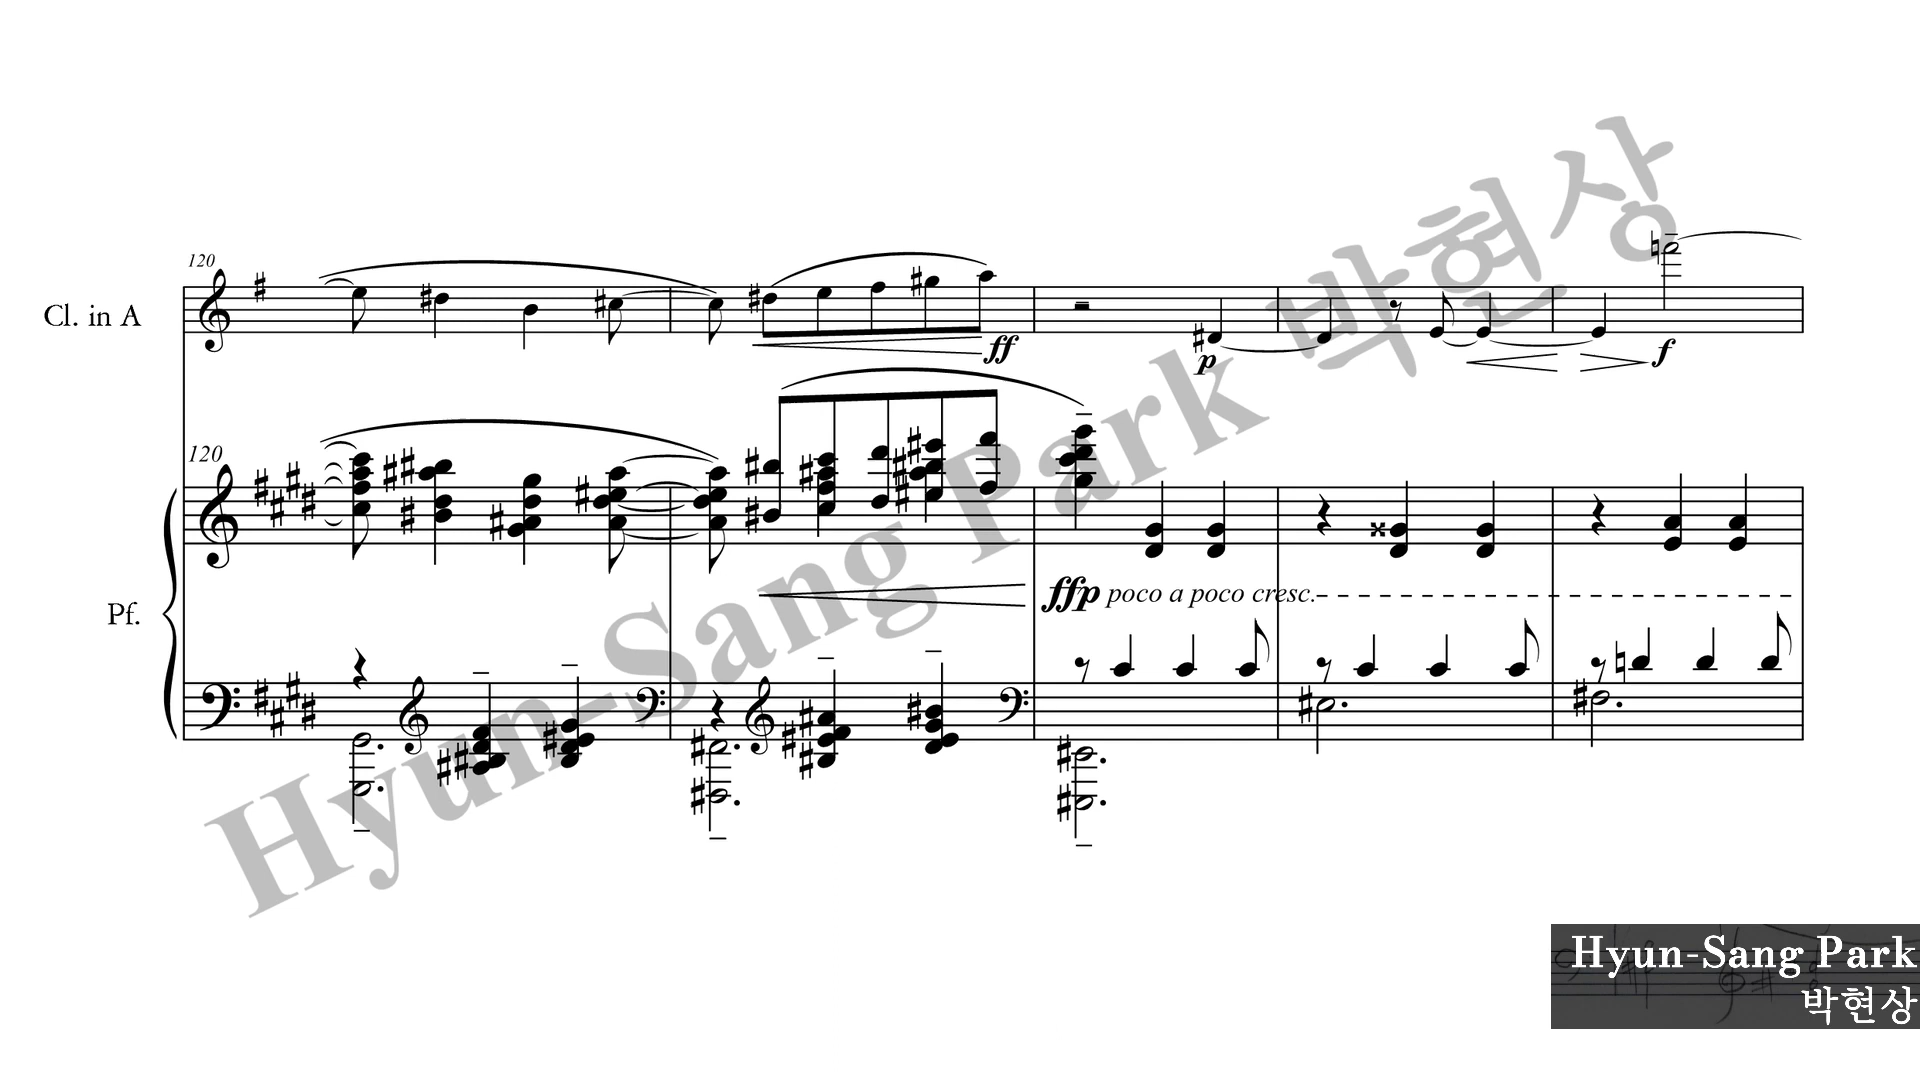 120
Cl. in A
ff
p
f
120
Pf.
ffp poco a poco cresc.
Hyun-Sang Park 박현상
Hyun-Sang Park
박현상